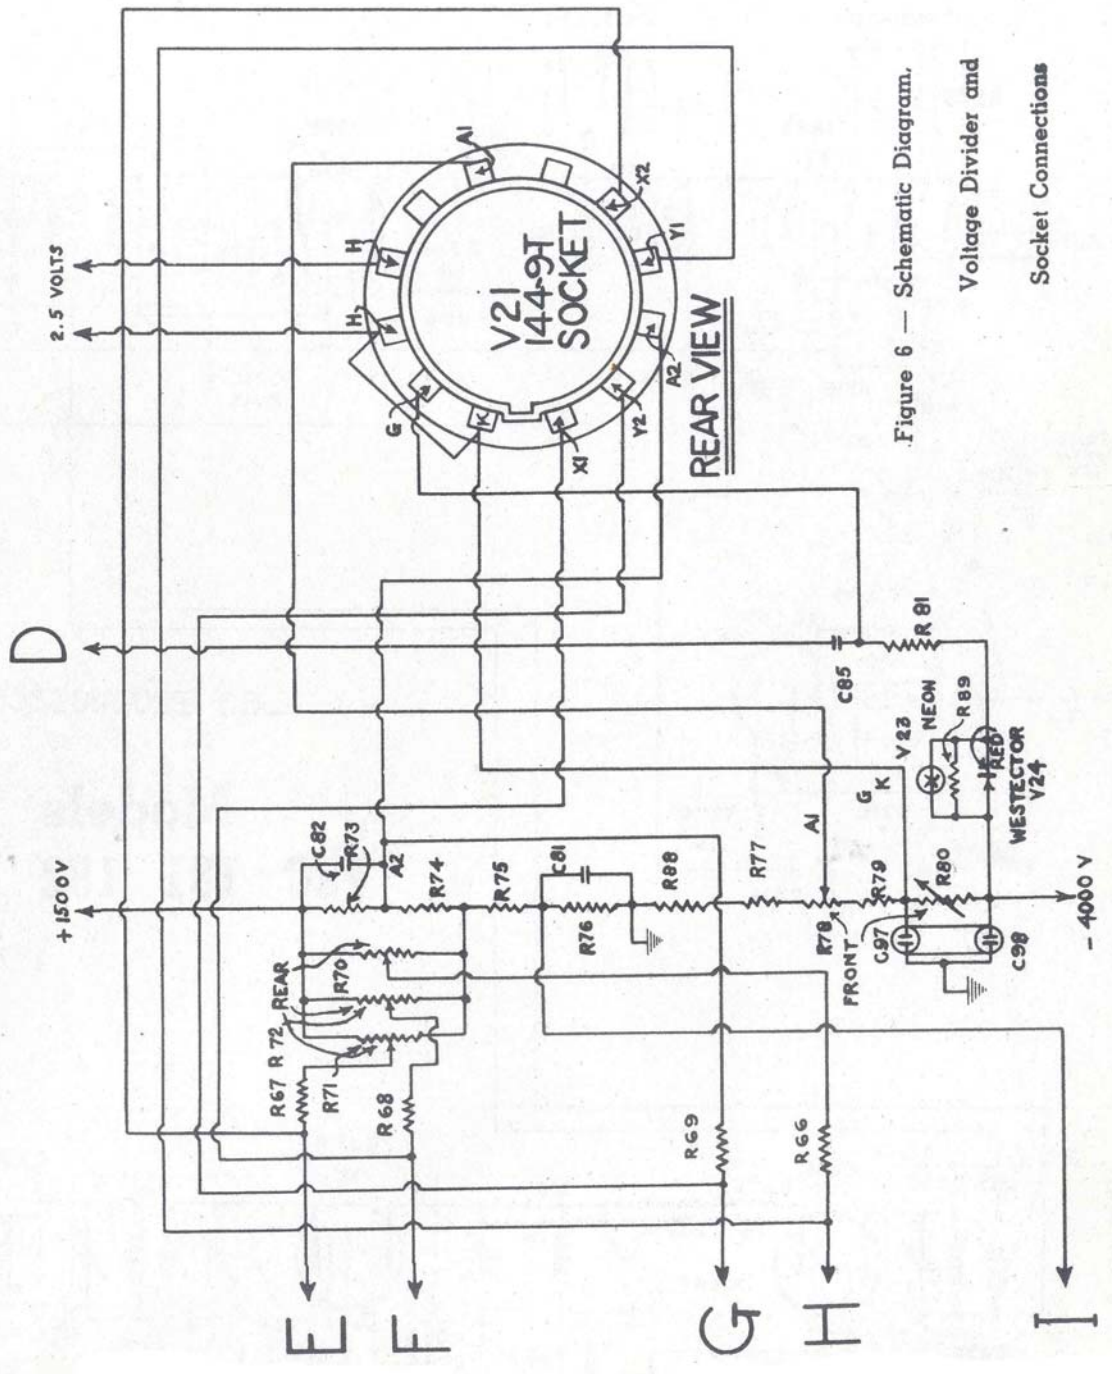 2.5 VOLTS
A1
H
H
G
K
X1
Y2
A2
Y1
X2
V21
144-9T
SOCKET
REAR VIEW
Figure 6 — Schematic Diagram,
Voltage Divider and
Socket Connections
D
C85
R 81
+1500V
C82
R73
A2
R74
R75
C81
R76
R88
R77
A1
R78
FRONT
R79
R80
C97
C98
G
K
V23
NEON
R89
RED
WESTECTOR
V24
- 4000 V
REAR
R70
R 72
R67
R71
R68
R69
R66
E
F
G
H
I